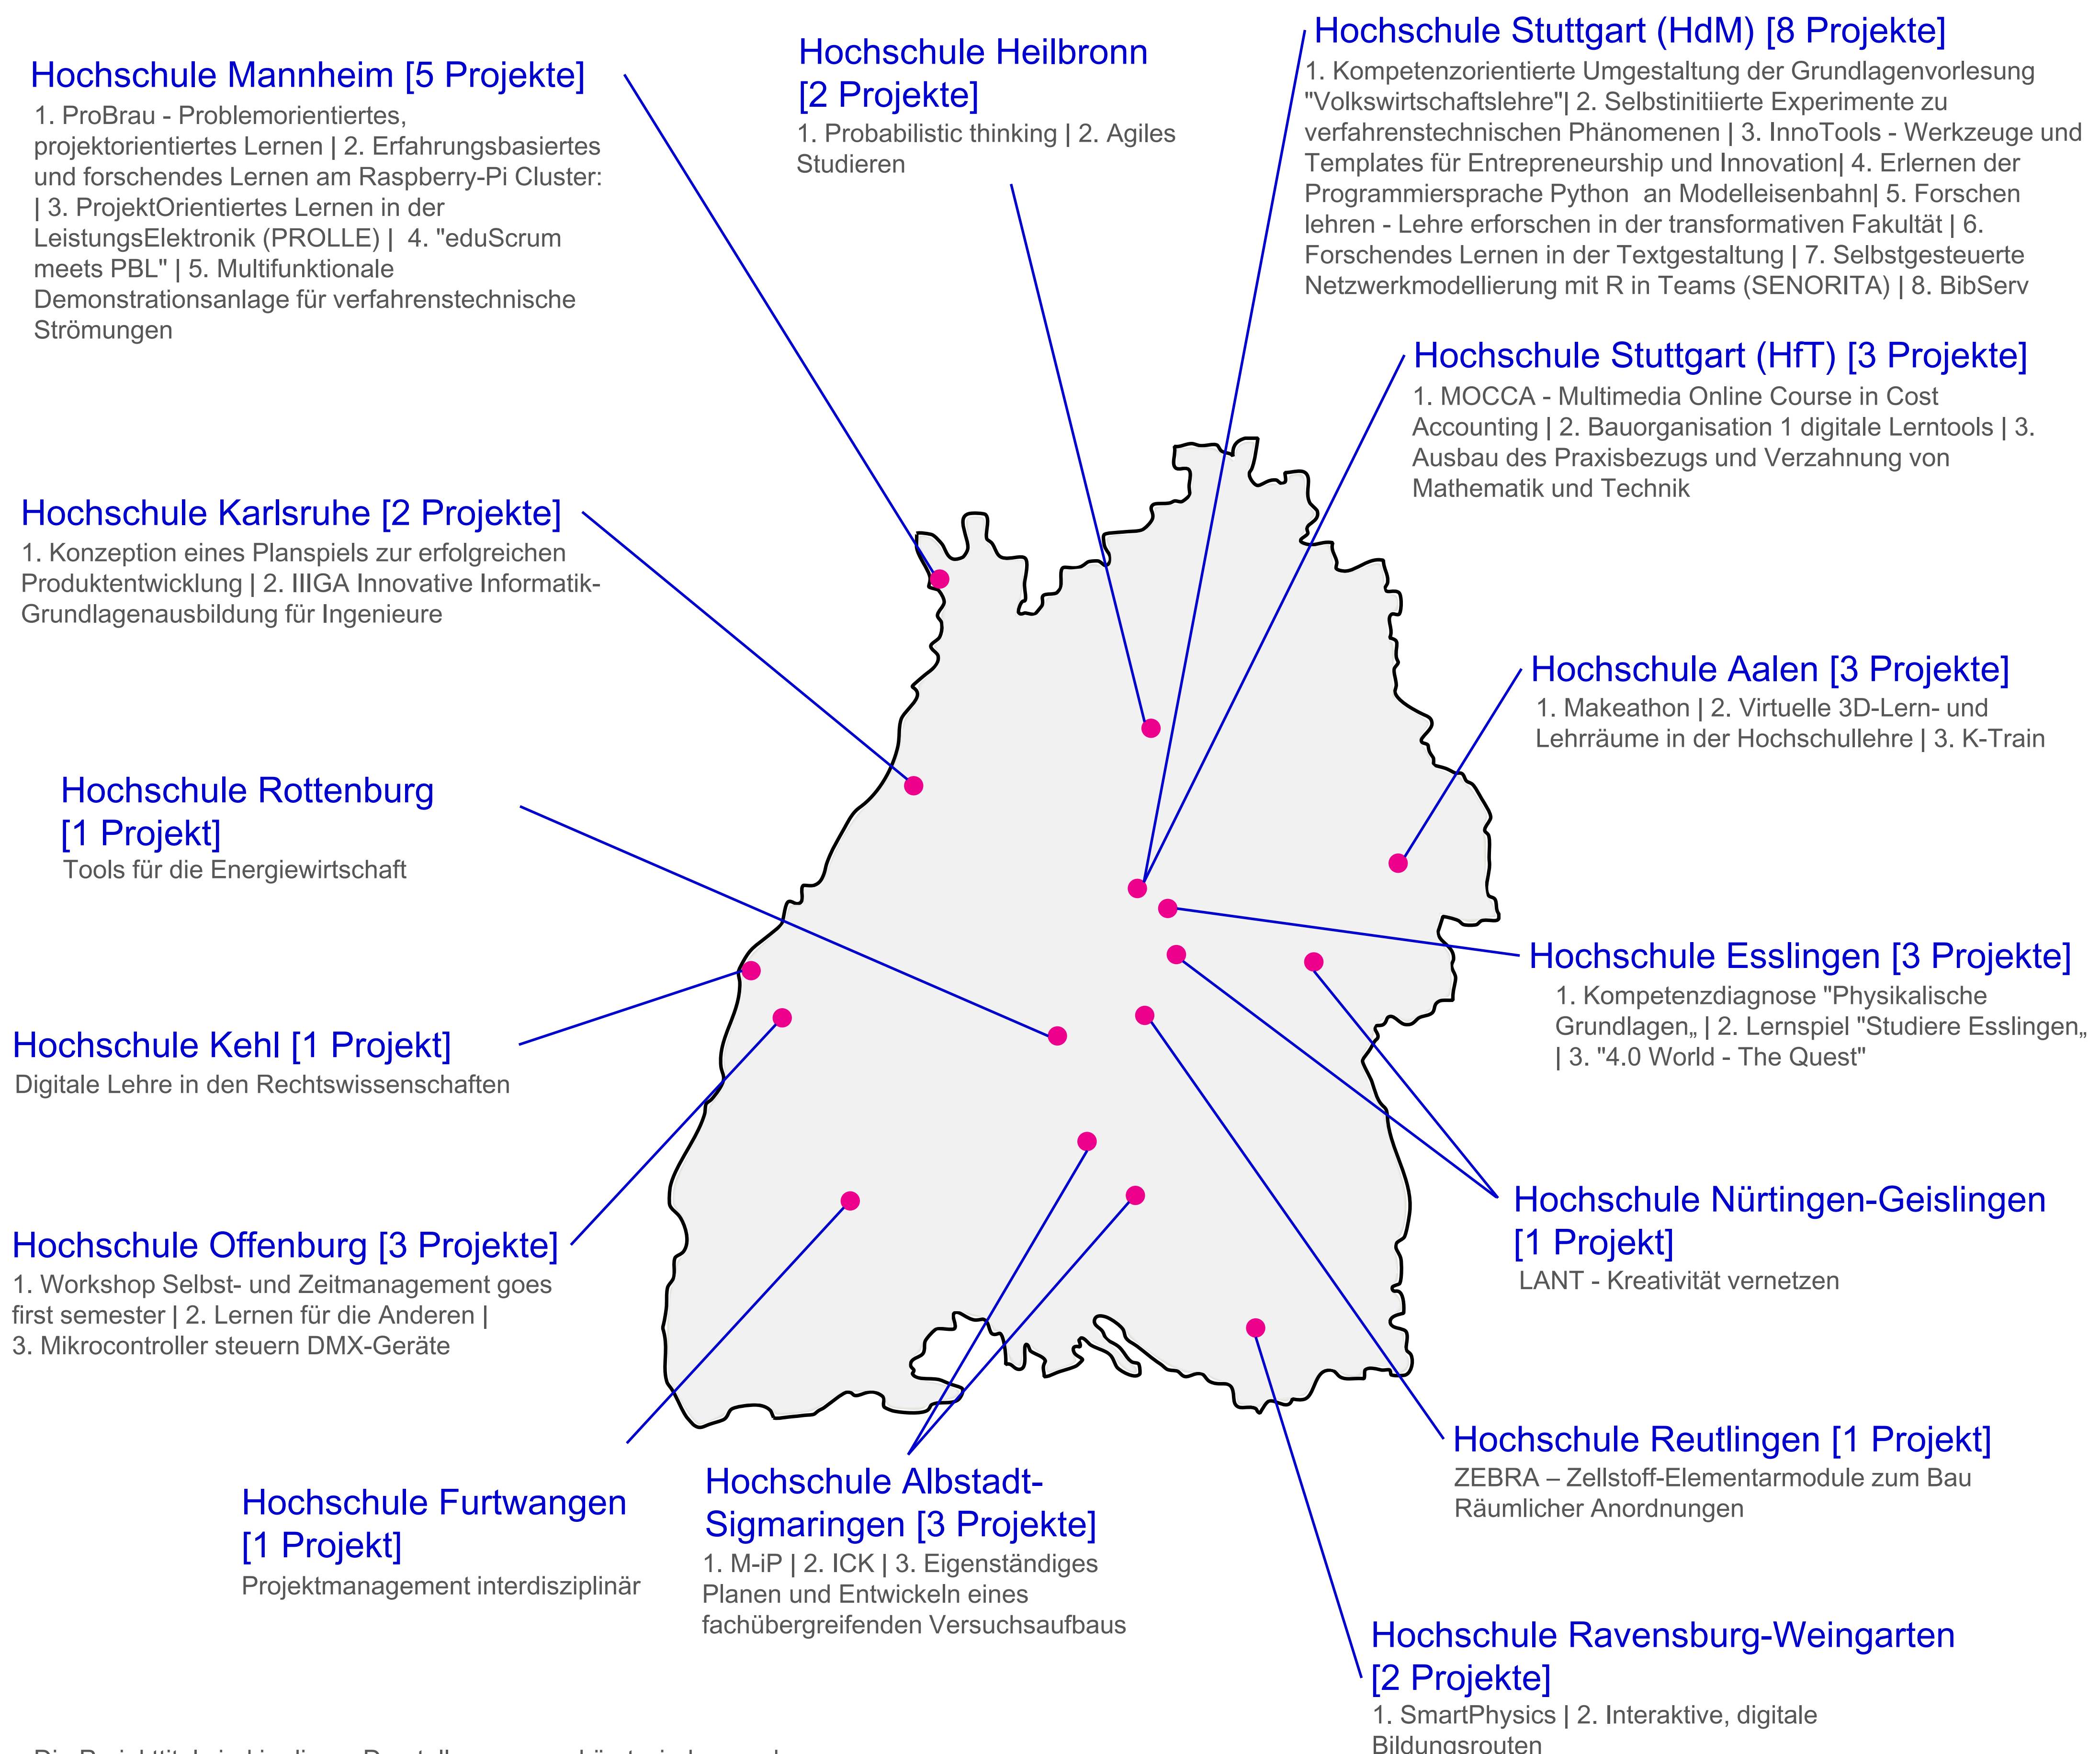 Hochschule Mannheim [5 Projekte]
1. ProBrau - Problemorientiertes,
projektorientiertes Lernen | 2. Erfahrungsbasiertes
und forschendes Lernen am Raspberry-Pi Cluster:
| 3. ProjektOrientiertes Lernen in der
LeistungsElektronik (PROLLE) | 4. "eduScrum
meets PBL" | 5. Multifunktionale
Demonstrationsanlage für verfahrenstechnische
Strömungen
Hochschule Heilbronn
[2 Projekte]
1. Probabilistic thinking | 2. Agiles
Studieren
Hochschule Stuttgart (HdM) [8 Projekte]
1. Kompetenzorientierte Umgestaltung der Grundlagenvorlesung
"Volkswirtschaftslehre"| 2. Selbstinitiierte Experimente zu
verfahrenstechnischen Phänomenen | 3. InnoTools - Werkzeuge und
Templates für Entrepreneurship und Innovation| 4. Erlernen der
Programmiersprache Python an Modelleisenbahn| 5. Forschen
lehren - Lehre erforschen in der transformativen Fakultät | 6.
Forschendes Lernen in der Textgestaltung | 7. Selbstgesteuerte
Netzwerkmodellierung mit R in Teams (SENORITA) | 8. BibServ
Hochschule Stuttgart (HfT) [3 Projekte]
1. MOCCA - Multimedia Online Course in Cost
Accounting | 2. Bauorganisation 1 digitale Lerntools | 3.
Ausbau des Praxisbezugs und Verzahnung von
Mathematik und Technik
Hochschule Karlsruhe [2 Projekte]
1. Konzeption eines Planspiels zur erfolgreichen
Produktentwicklung | 2. IIIGA Innovative Informatik-
Grundlagenausbildung für Ingenieure
Hochschule Aalen [3 Projekte]
1. Makeathon | 2. Virtuelle 3D-Lern- und
Lehrräume in der Hochschullehre | 3. K-Train
Hochschule Rottenburg
[1 Projekt]
Tools für die Energiewirtschaft
Hochschule Esslingen [3 Projekte]
1. Kompetenzdiagnose "Physikalische
Grundlagen„ | 2. Lernspiel "Studiere Esslingen„
| 3. "4.0 World - The Quest"
Hochschule Kehl [1 Projekt]
Digitale Lehre in den Rechtswissenschaften
Hochschule Nürtingen-Geislingen
[1 Projekt]
LANT - Kreativität vernetzen
Hochschule Offenburg [3 Projekte]
1. Workshop Selbst- und Zeitmanagement goes
first semester | 2. Lernen für die Anderen |
3. Mikrocontroller steuern DMX-Geräte
Hochschule Reutlingen [1 Projekt]
ZEBRA – Zellstoff-Elementarmodule zum Bau
Räumlicher Anordnungen
Hochschule Furtwangen
[1 Projekt]
Projektmanagement interdisziplinär
Hochschule Albstadt-
Sigmaringen [3 Projekte]
1. M-iP | 2. ICK | 3. Eigenständiges
Planen und Entwickeln eines
fachübergreifenden Versuchsaufbaus
Hochschule Ravensburg-Weingarten
[2 Projekte]
1. SmartPhysics | 2. Interaktive, digitale
Bildungsrouten